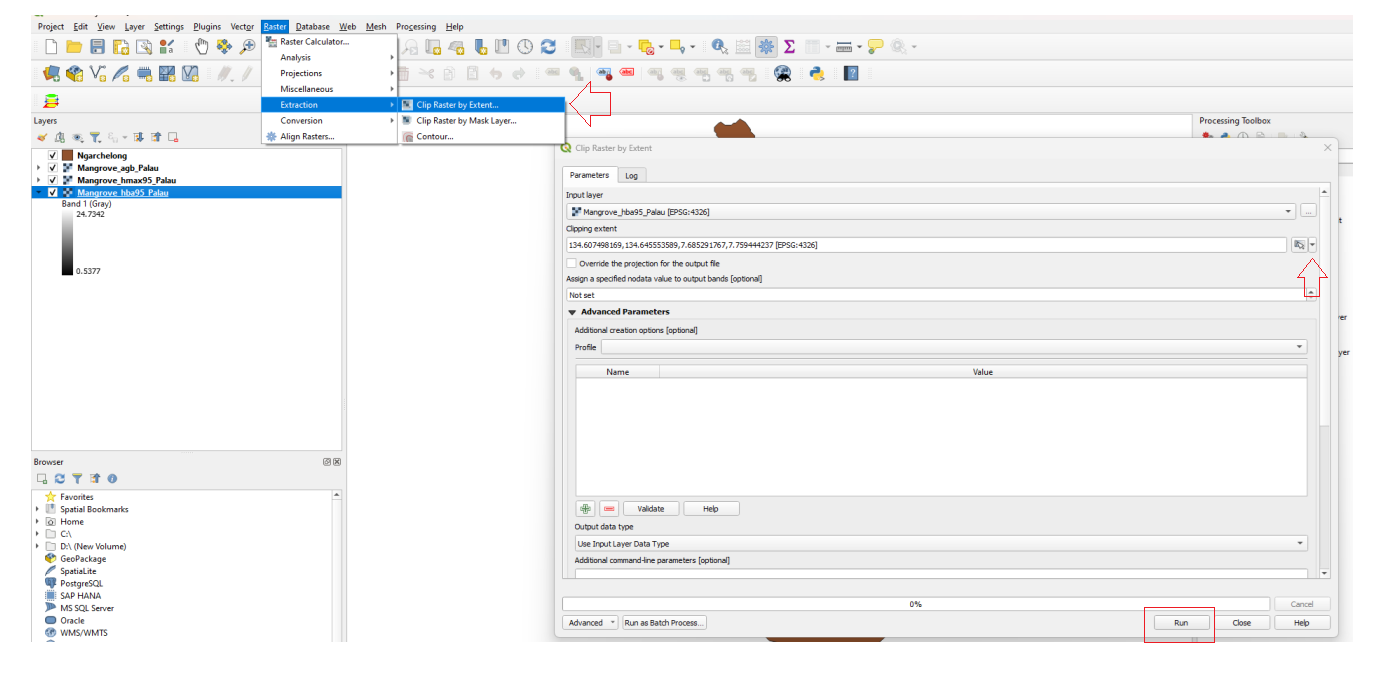 Project Edit View Layer Settings Plugins Vector Raster Database Web Mesh Processing Help
Raster Calculator...
Analysis
Projections
Miscellaneous
Extraction
Conversion
Align Rasters...
Clip Raster by Extent...
Clip Raster by Mask Layer...
Contour...
Layers
Ngarchelong
Mangrove_agb_Palau
Mangrove_hmax95_Palau
Mangrove_hba95_Palau
Band 1 (Gray)
24.7342
0.5377
Browser
Favorites
Spatial Bookmarks
Home
C:\
D:\ (New Volume)
GeoPackage
SpatiaLite
PostgreSQL
SAP HANA
MS SQL Server
Oracle
WMS/WMTS
Processing Toolbox
Clip Raster by Extent
Parameters Log
Input layer
Mangrove_hba95_Palau [EPSG:4326]
...
Clipping extent
134.607498169,134.645553589,7.685291767,7.759444237 [EPSG:4326]
Override the projection for the output file
Assign a specified nodata value to output bands [optional]
Not set
Advanced Parameters
Additional creation options [optional]
Profile
Name Value
Validate Help
Output data type
Use Input Layer Data Type
Additional command-line parameters [optional]
0% Cancel
Advanced Run as Batch Process... Run Close Help